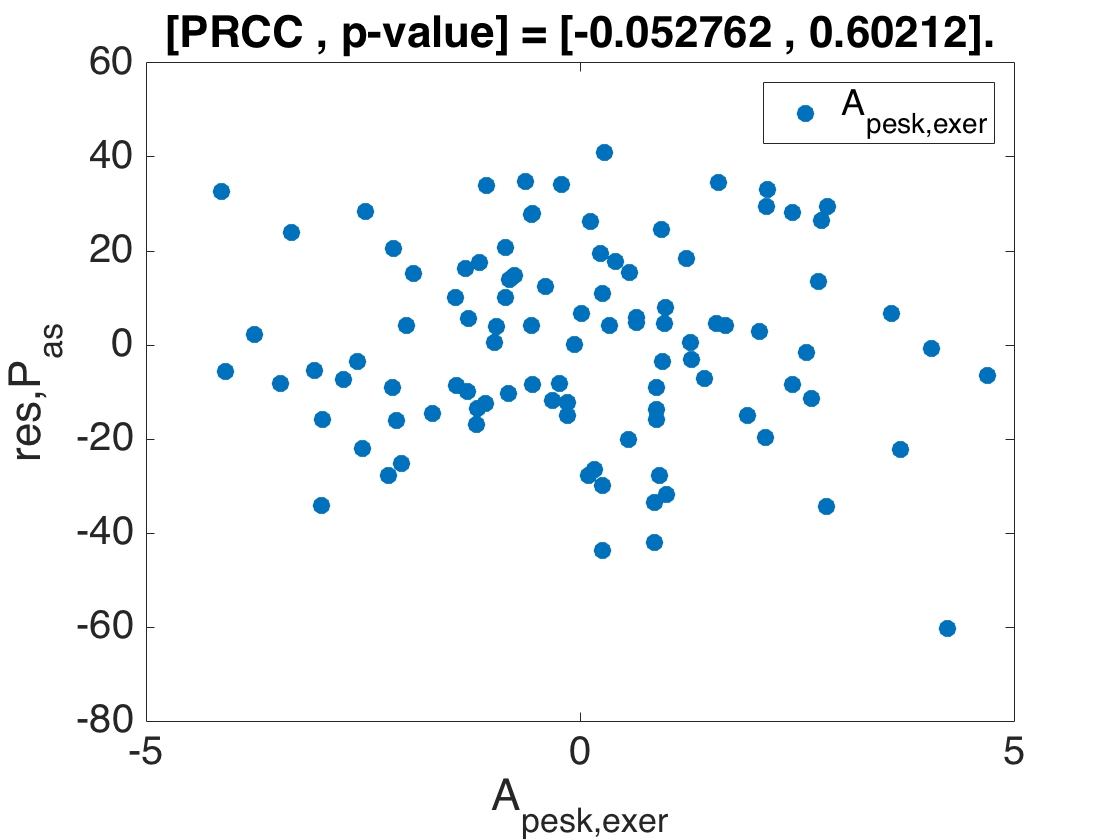 [PRCC , p-value] = [-0.052762 , 0.60212].
60
40
20
0
-20
-40
-60
-80
res,P_as
A_pesk,exer
-5
0
5
A_pesk,exer